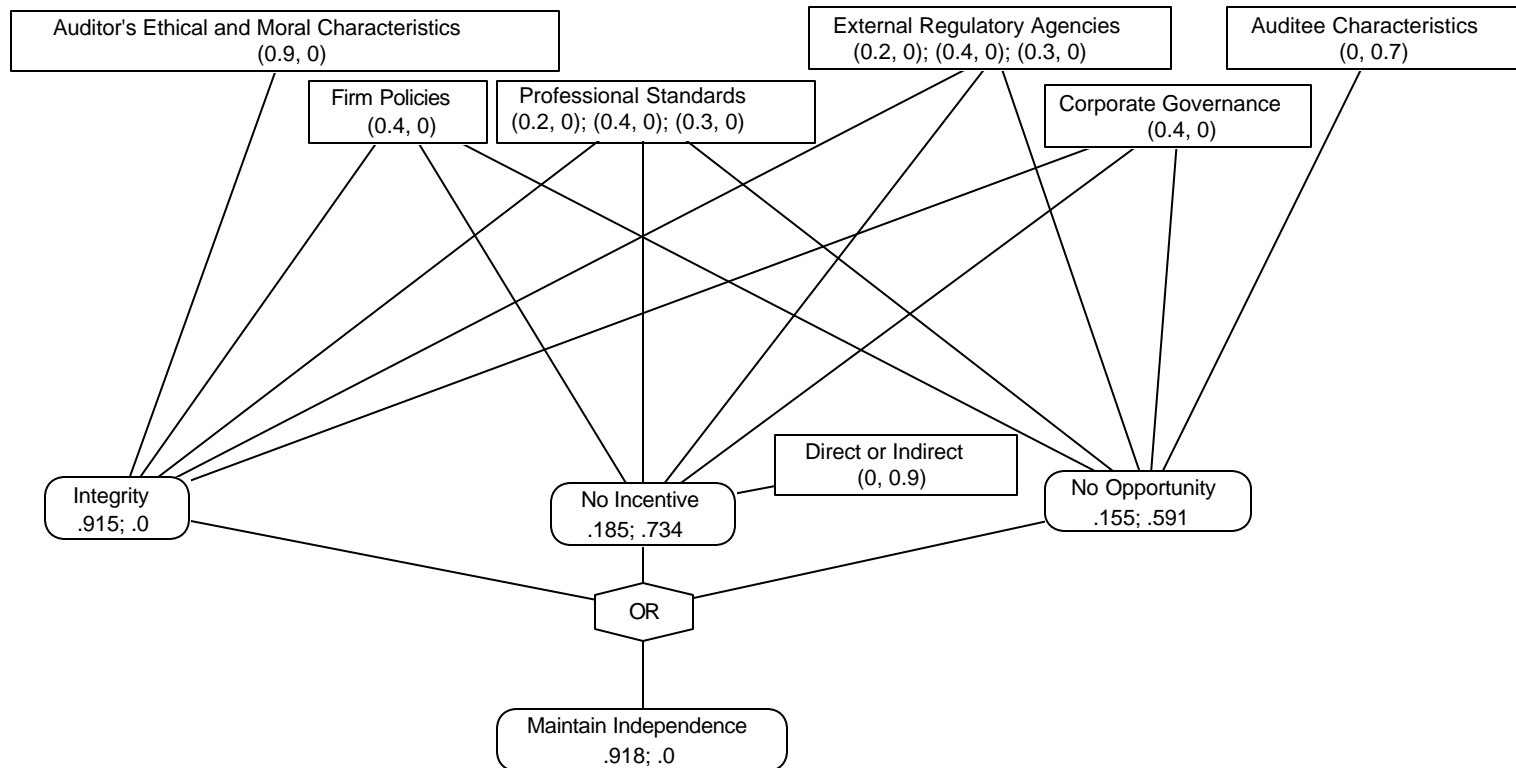 Auditor's Ethical and Moral Characteristics
(0.9, 0)
External Regulatory Agencies
(0.2, 0); (0.4, 0); (0.3, 0)
Auditee Characteristics
(0, 0.7)
Firm Policies
(0.4, 0)
Professional Standards
(0.2, 0); (0.4, 0); (0.3, 0)
Corporate Governance
(0.4, 0)
Direct or Indirect
(0, 0.9)
Integrity
.915; .0
No Incentive
.185; .734
No Opportunity
.155; .591
OR
Maintain Independence
.918; .0